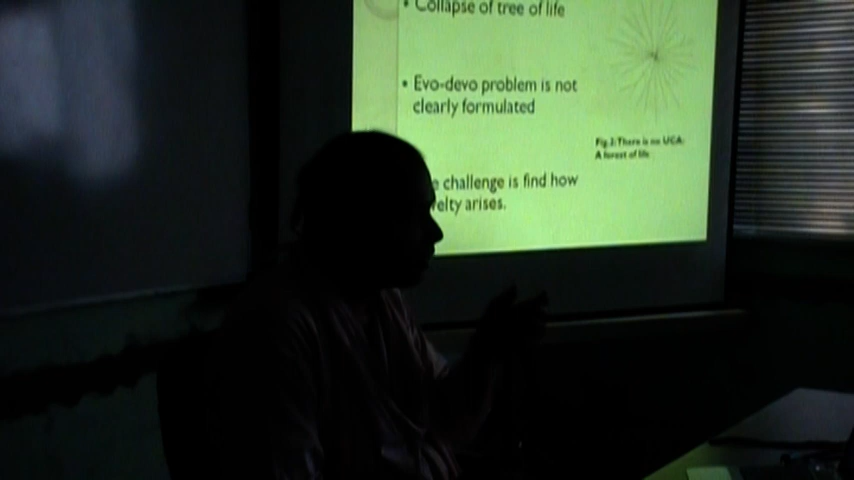 • Collapse of tree of life
• Evo-devo problem is not
clearly formulated
Fig.2: There is no UCA.
A forest of life
challenge is find how
elty arises.